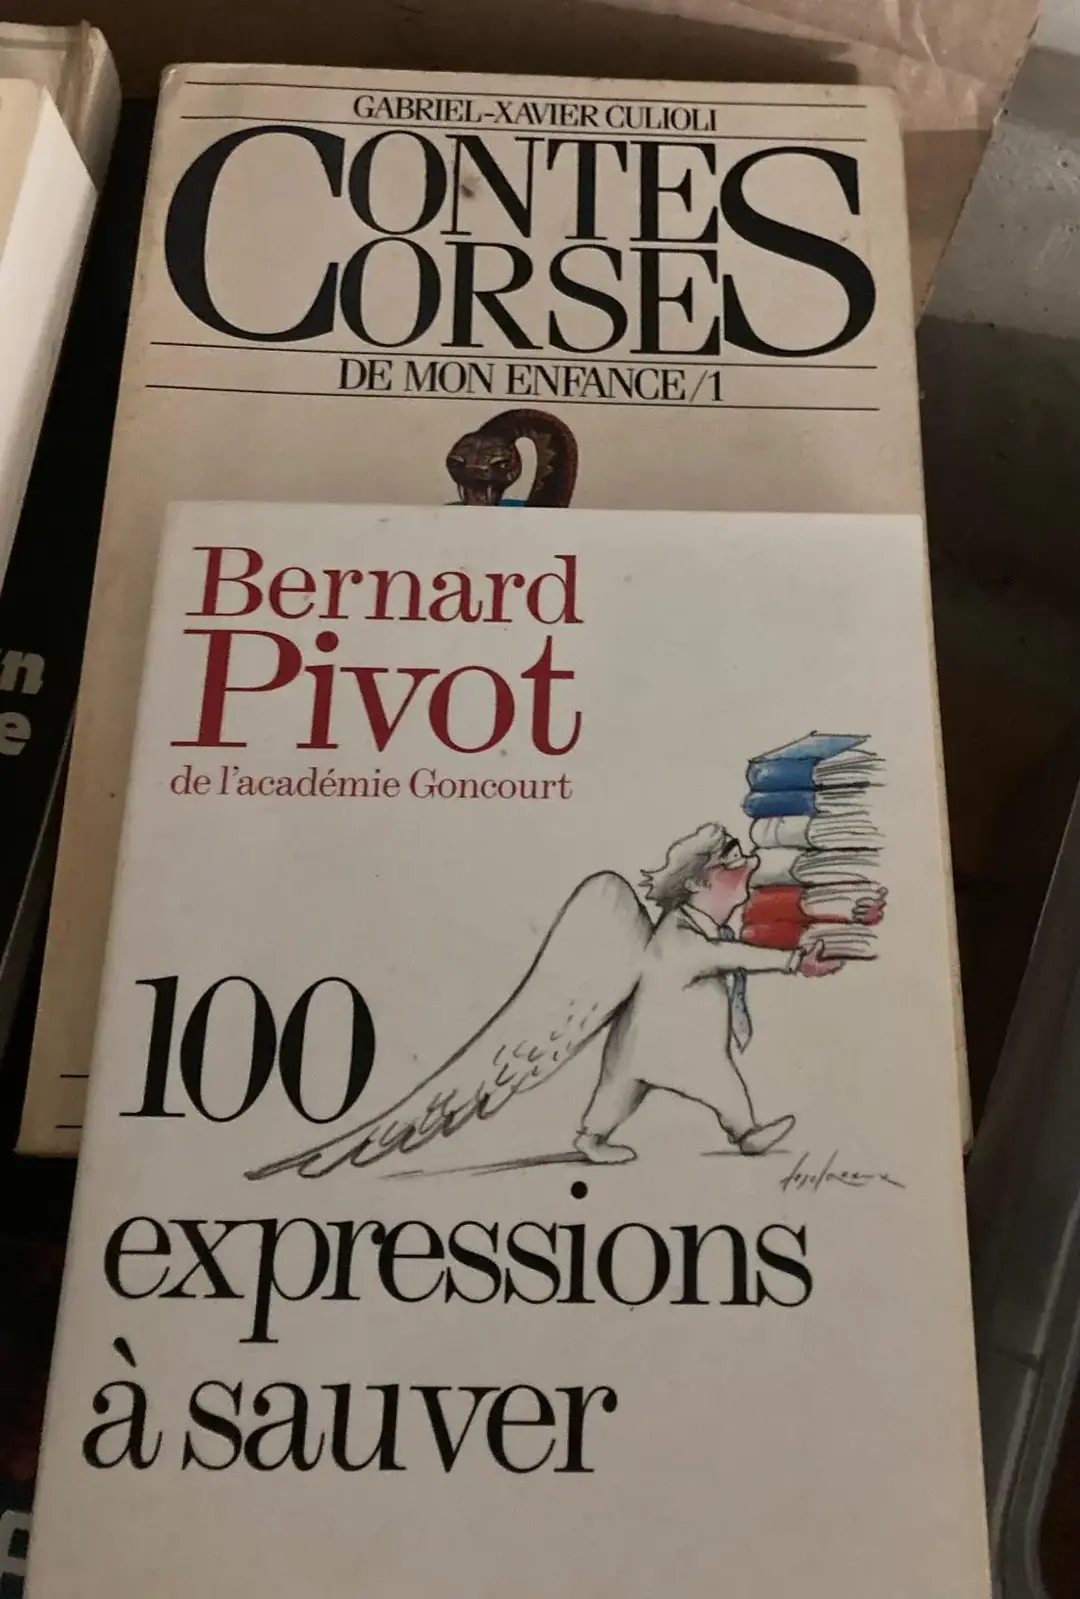 GABRIEL-XAVIER CULIOLI
CONTES
CORSES
DE MON ENFANCE/1
Bernard
Pivot
de l'académie Goncourt
100
expressions
à sauver
n
e